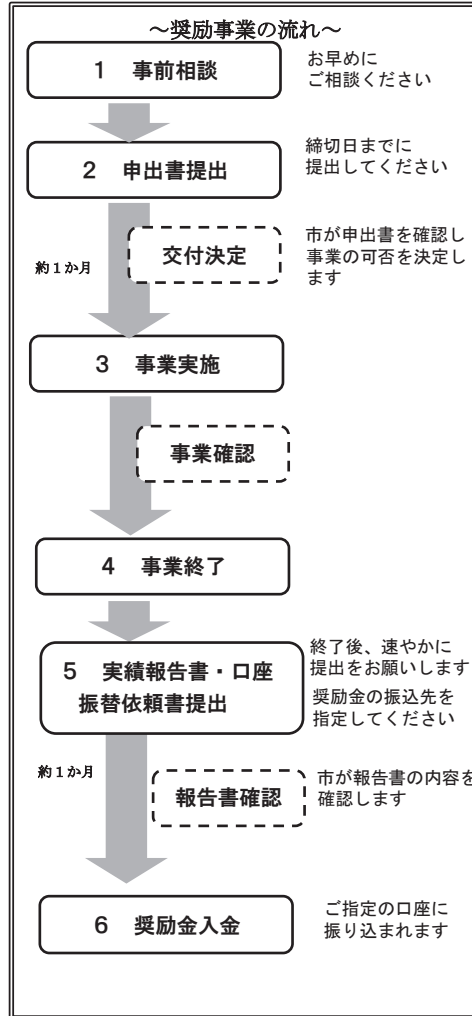 ～奨励事業の流れ～
1 事前相談
お早めに
ご相談ください
2 申出書提出
締切日までに
提出してください
約1か月
交付決定
市が申出書を確認し
事業の可否を決定し
ます
3 事業実施
事業確認
4 事業終了
5 実績報告書・口座
振替依頼書提出
終了後、速やかに
提出をお願いします
奨励金の振込先を
指定してください
約1か月
報告書確認
市が報告書の内容を
確認します
6 奨励金入金
ご指定の口座に
振り込まれます